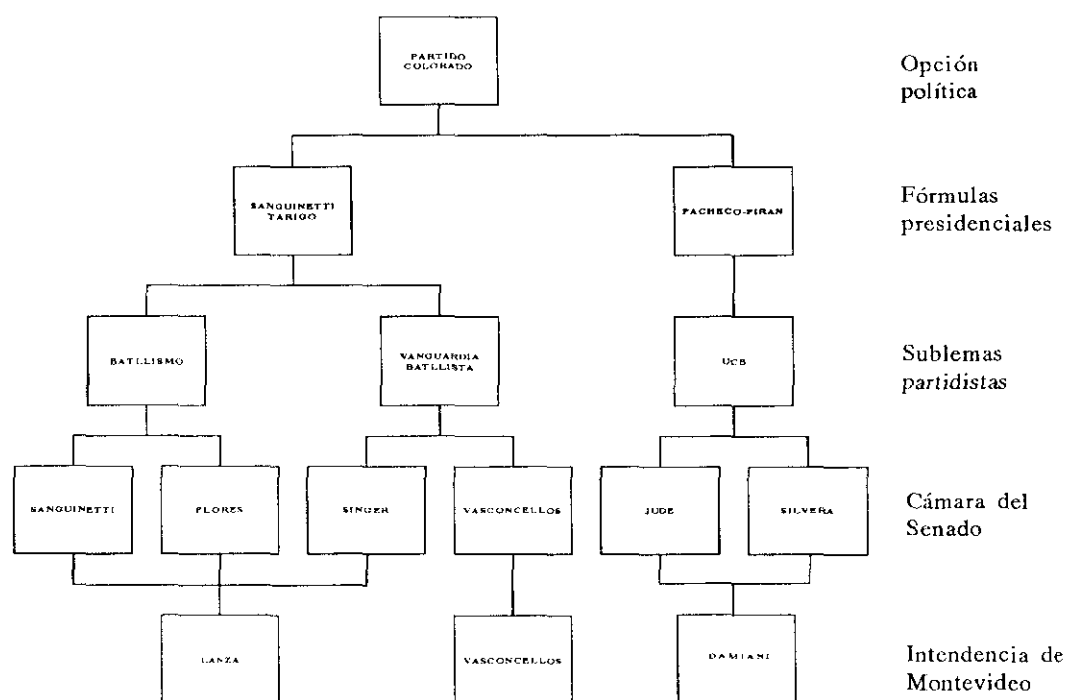 PARTIDO
COLORADO
Opción
política
SANGUINETTI
TARIGO
PACHECO-PIRAN
Fórmulas
presidenciales
BATLLISMO
VANGUARDIA
BATLLISTA
UCB
Sublemas
partidistas
SANGUINETTI
FLORES
SINGER
VASCONCELLOS
JUDE
SILVERA
Cámara del
Senado
LANZA
VASCONCELLOS
DAMIANI
Intendencia de
Montevideo